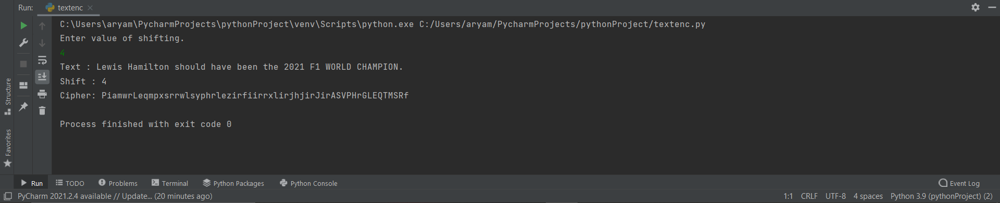 Run: textenc
C:\Users\aryam\PycharmProjects\pythonProject\venv\Scripts\python.exe C:/Users/aryam/PycharmProjects/pythonProject/textenc.py
Enter value of shifting.
4
Text : Lewis Hamilton should have been the 2021 F1 WORLD CHAMPION.
Shift : 4
Cipher: PiamwrLeqmpxsrrwlsyphrlezirfiirrxlirjhjirJirASVPHrGLEQTMSRf
Process finished with exit code 0
Structure
Favorites
Run TODO Problems Terminal Python Packages Python Console Event Log
PyCharm 2021.2.4 available // Update... (20 minutes ago) 1:1 CRLF UTF-8 4 spaces Python 3.9 (pythonProject) (2)